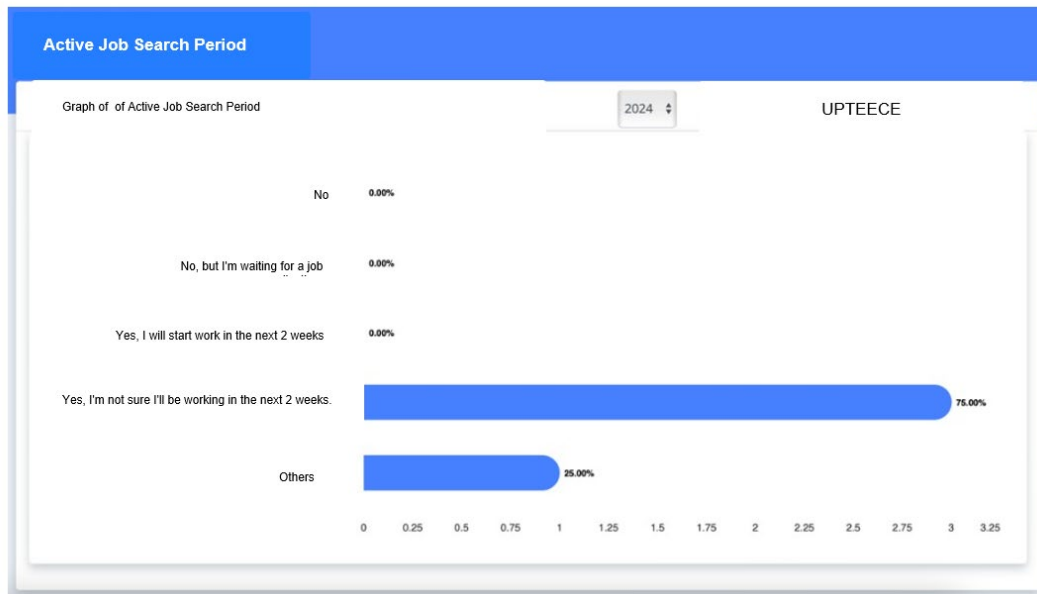 Active Job Search Period
Graph of of Active Job Search Period
2024
UPTEECE
No
0.00%
No, but I'm waiting for a job
0.00%
Yes, I will start work in the next 2 weeks
0.00%
Yes, I'm not sure I'll be working in the next 2 weeks.
75.00%
Others
25.00%
0 0.25 0.5 0.75 1 1.25 1.5 1.75 2 2.25 2.5 2.75 3 3.25